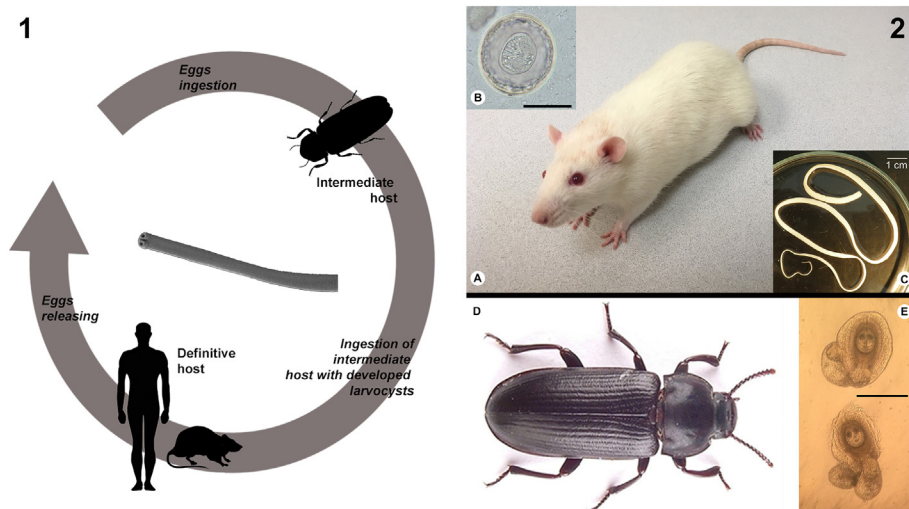 1
Eggs
ingestion
Intermediate
host
Eggs
releasing
Definitive
host
Ingestion of
intermediate
host with developed
larvocysts
2
B
A
1 cm
C
D
E